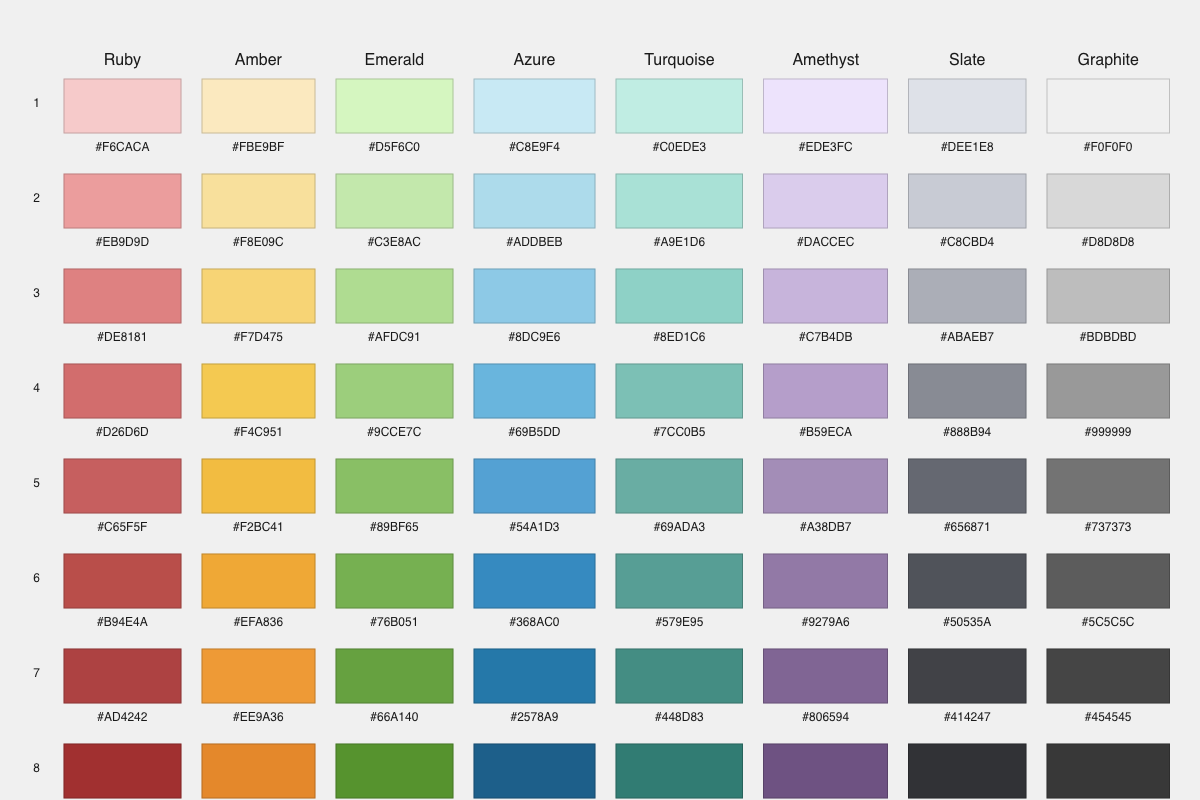 Ruby Amber Emerald Azure Turquoise Amethyst Slate Graphite
1
#F6CACA #FBE9BF #D5F6C0 #C8E9F4 #C0EDE3 #EDE3FC #DEE1E8 #F0F0F0
2
#EB9D9D #F8E09C #C3E8AC #ADDBEB #A9E1D6 #DACCEC #C8CBD4 #D8D8D8
3
#DE8181 #F7D475 #AFDC91 #8DC9E6 #8ED1C6 #C7B4DB #ABAEB7 #BDBDBD
4
#D26D6D #F4C951 #9CCE7C #69B5DD #7CC0B5 #B59ECA #888B94 #999999
5
#C65F5F #F2BC41 #89BF65 #54A1D3 #69ADA3 #A38DB7 #656871 #737373
6
#B94E4A #EFA836 #76B051 #368AC0 #579E95 #9279A6 #50535A #5C5C5C
7
#AD4242 #EE9A36 #66A140 #2578A9 #448D83 #806594 #414247 #454545
8